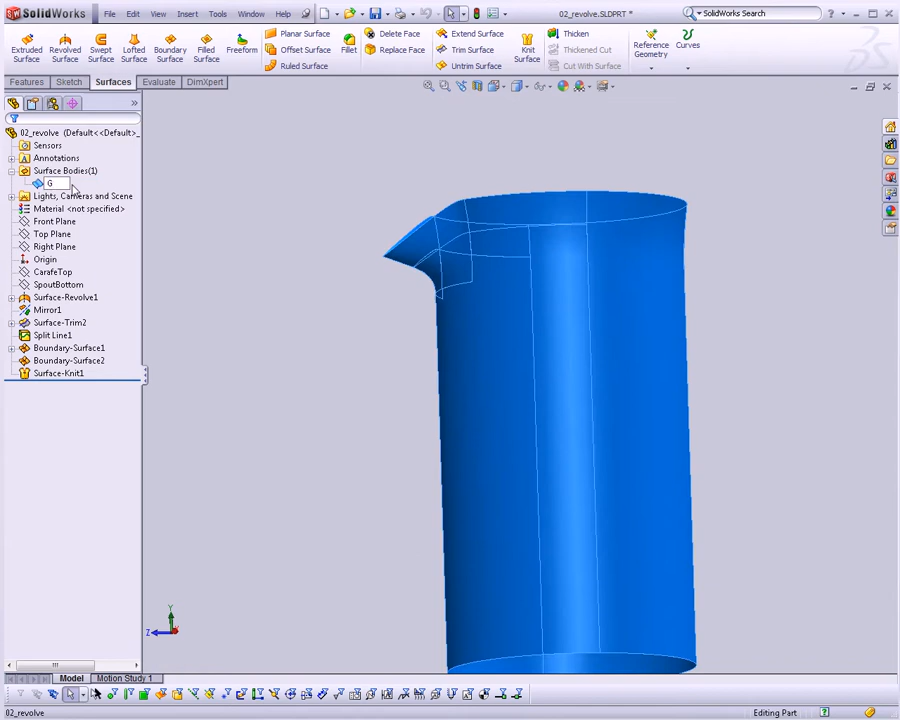 SolidWorks File Edit View Insert Tools Window Help 02_revolve.SLDPRT * SolidWorks Search
Extruded Surface Revolved Surface Swept Surface Lofted Surface Boundary Surface Filled Surface Freeform
Planar Surface
Offset Surface
Ruled Surface
Fillet
Delete Face
Replace Face
Extend Surface
Trim Surface
Untrim Surface
Knit Surface
Thicken
Thickened Cut
Cut With Surface
Reference Geometry Curves
Features Sketch Surfaces Evaluate DimXpert
02_revolve (Default<<Default>_
Sensors
Annotations
Surface Bodies(1)
G
Lights, Cameras and Scene
Material <not specified>
Front Plane
Top Plane
Right Plane
Origin
CarafeTop
SpoutBottom
Surface-Revolve1
Mirror1
Surface-Trim2
Split Line1
Boundary-Surface1
Boundary-Surface2
Surface-Knit1
Y
Z
Model Motion Study 1
02_revolve Editing Part